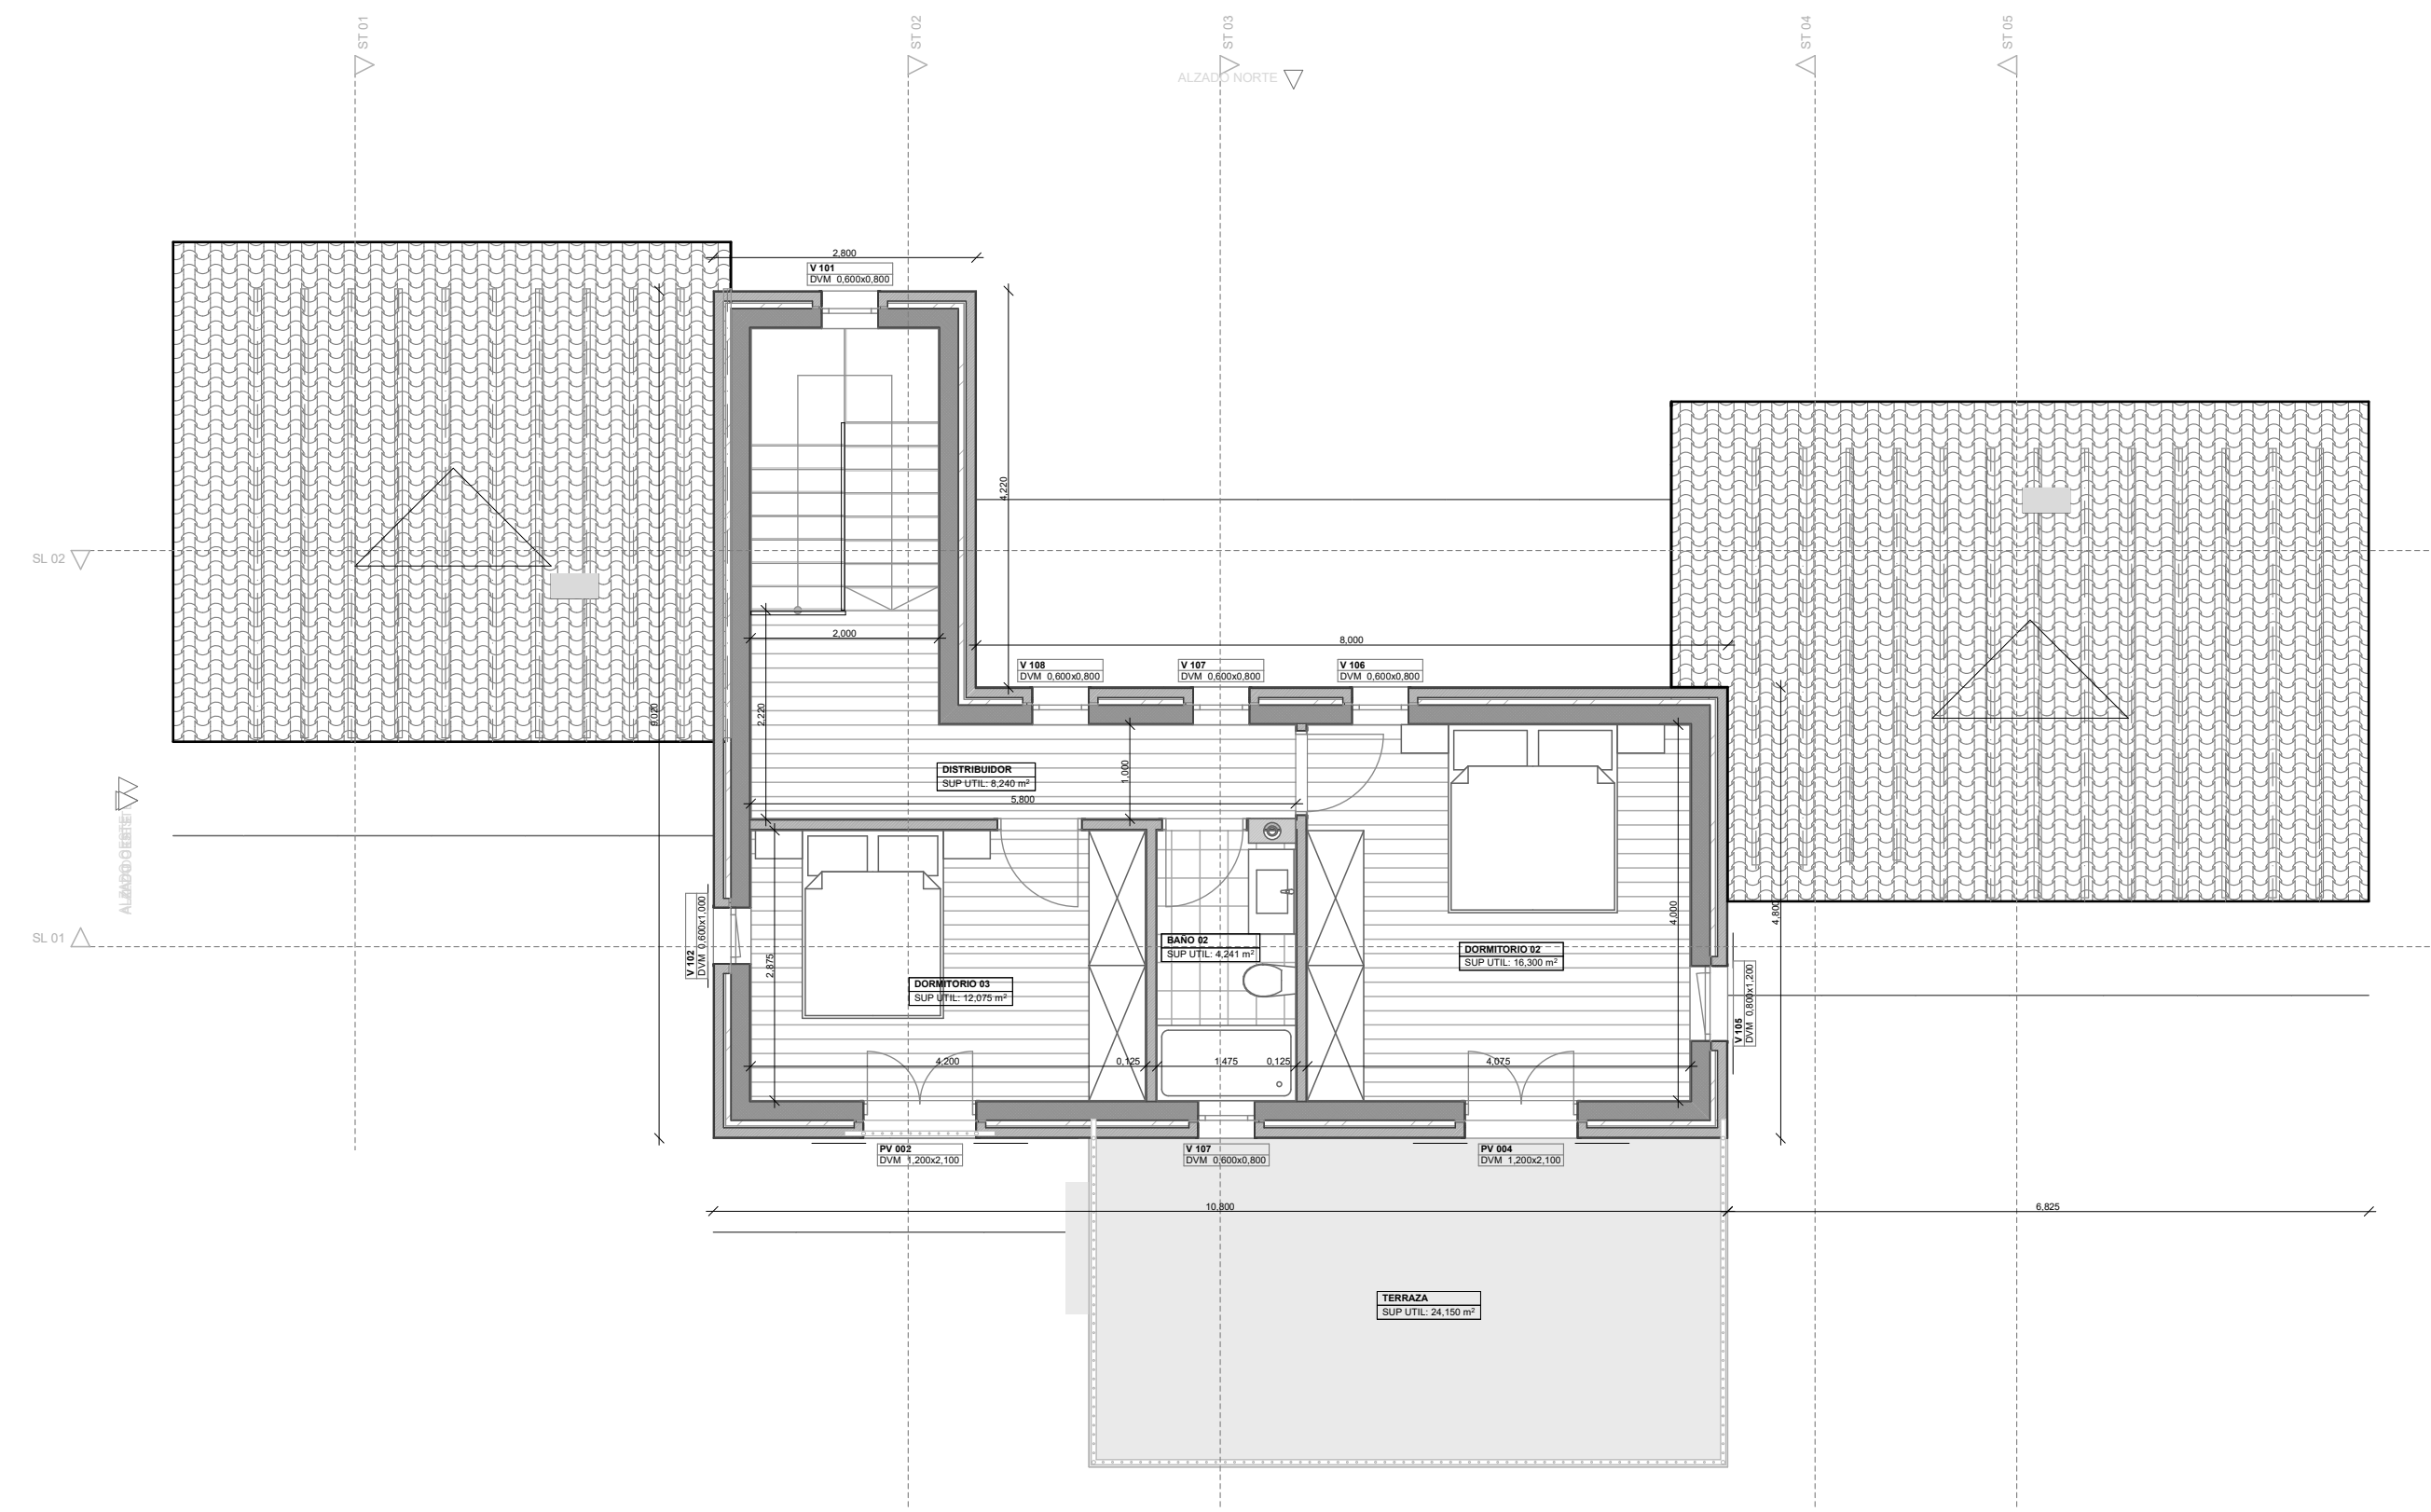 ST 01
ST 02
ST 03
ST 04
ST 05
ALZADO NORTE
2,800
V 101
DVM 0,600x0,800
4,220
SL 02
2,000
8,000
V 108
DVM 0,600x0,800
V 107
DVM 0,600x0,800
V 106
DVM 0,600x0,800
9,020
2,220
1,000
DISTRIBUIDOR
SUP UTIL: 8,240 m²
5,800
V 102
DVM 0,600x1,000
SL 01
2,875
BAÑO 02
SUP UTIL: 4,241 m²
DORMITORIO 02
SUP UTIL: 16,300 m²
4,000
4,800
DORMITORIO 03
SUP UTIL: 12,075 m²
V 105
DVM 0,800x1,200
4,200
0,125
1,475
0,125
4,075
PV 002
DVM 1,200x2,100
V 107
DVM 0,600x0,800
PV 004
DVM 1,200x2,100
10,800
6,825
TERRAZA
SUP UTIL: 24,150 m²